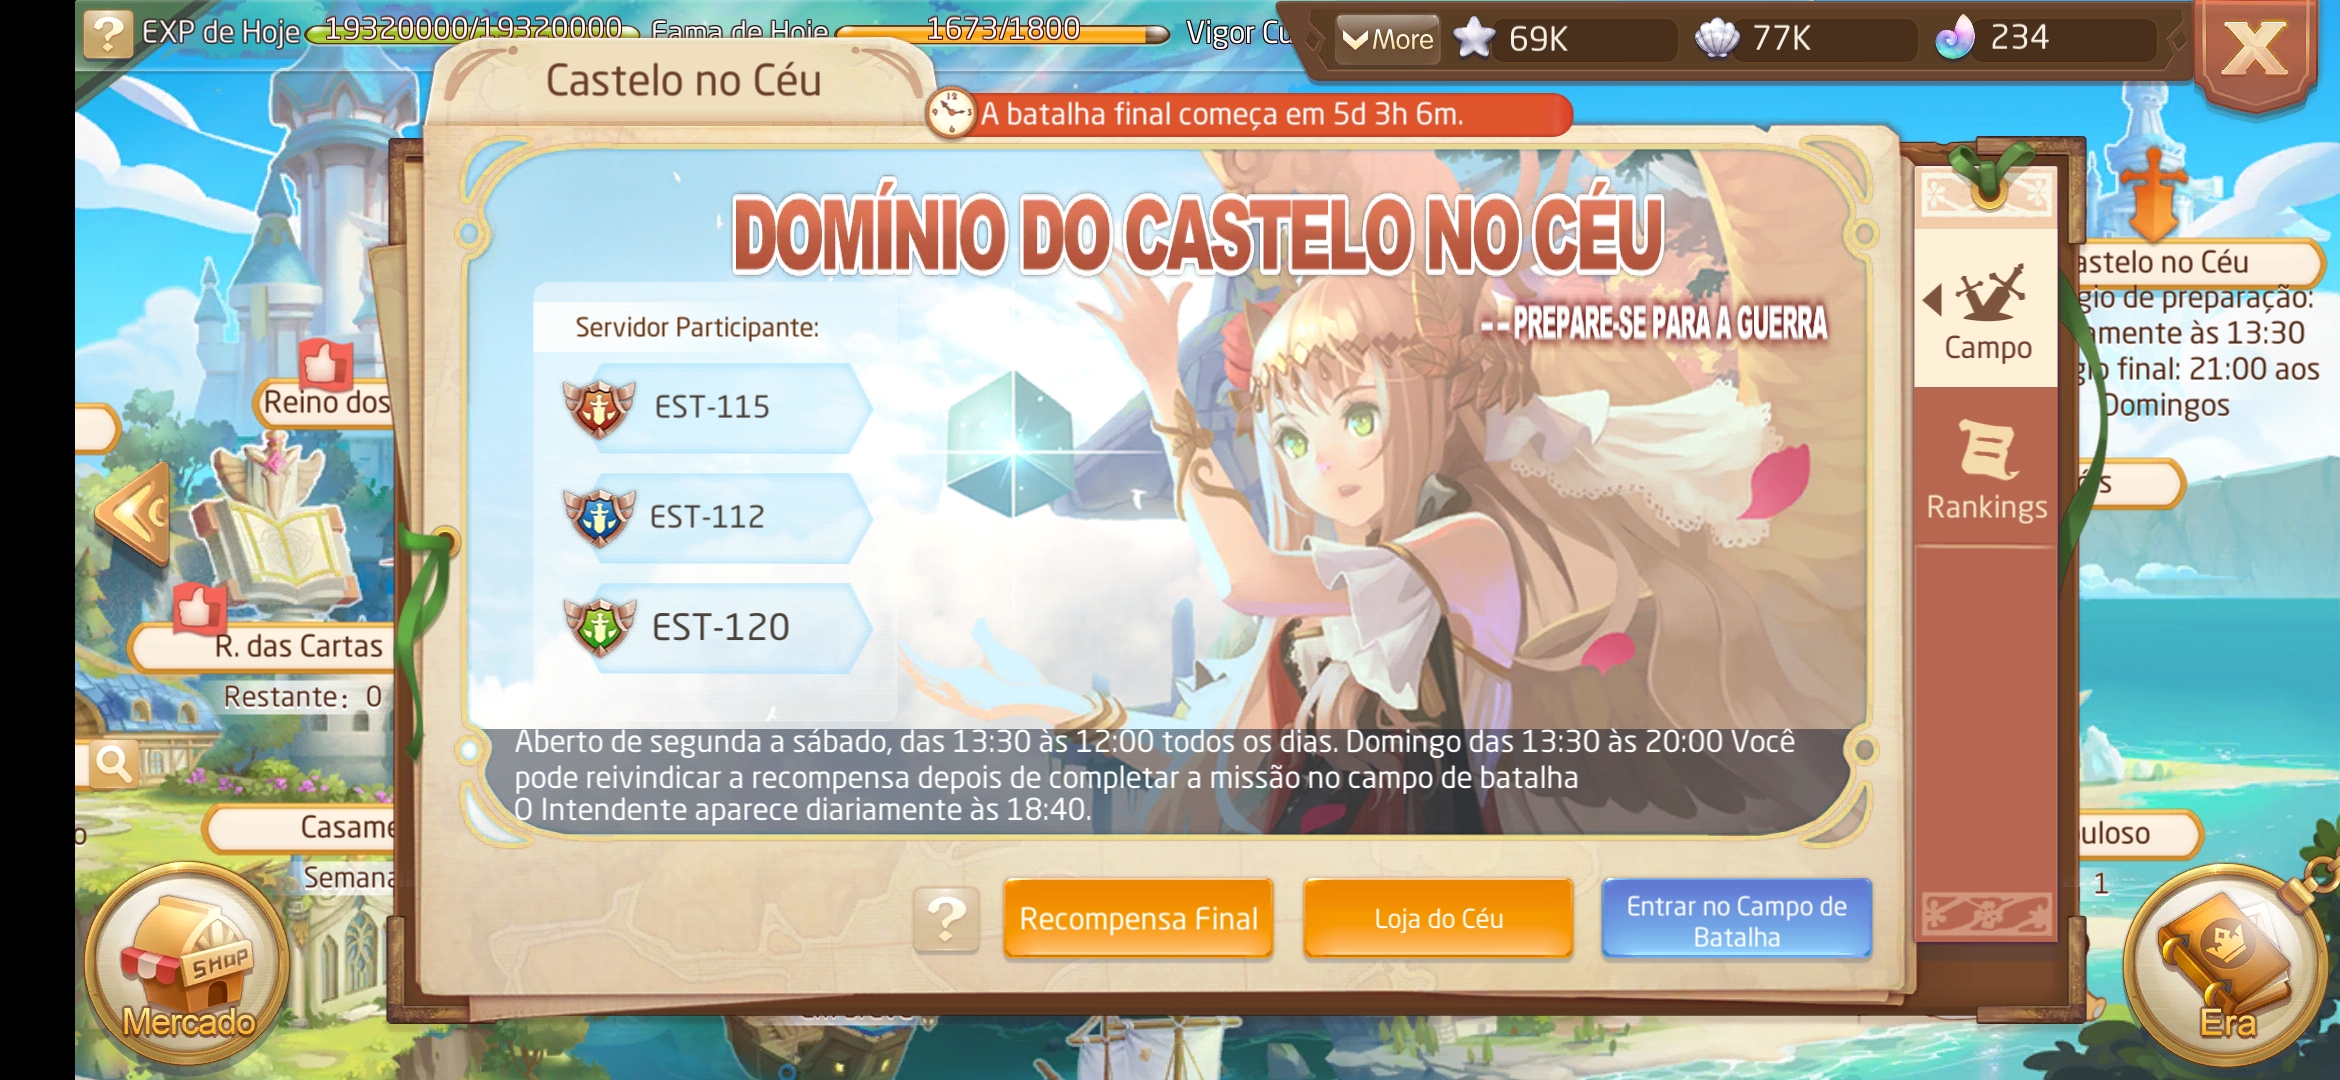 EXP de Hoje 19320000/19320000 Fama de Hoje 1673/1800 Vigor Cu
More 69K 77K 234
Castelo no Céu
A batalha final começa em 5d 3h 6m.
DOMÍNIO DO CASTELO NO CÉU
--PREPARE-SE PARA A GUERRA
Servidor Participante:
EST-115
EST-112
EST-120
Aberto de segunda a sábado, das 13:30 às 12:00 todos os dias. Domingo das 13:30 às 20:00 Você
pode reivindicar a recompensa depois de completar a missão no campo de batalha
O Intendente aparece diariamente às 18:40.
?
Recompensa Final
Loja do Céu
Entrar no Campo de
Batalha
Campo
Rankings
astelo no Céu
gio de preparação:
amente às 13:30
gio final: 21:00 aos
Domingos
Reino dos
R. das Cartas
Restante: 0
Casame
Semana
SHOP
Mercado
uloso
1
Era